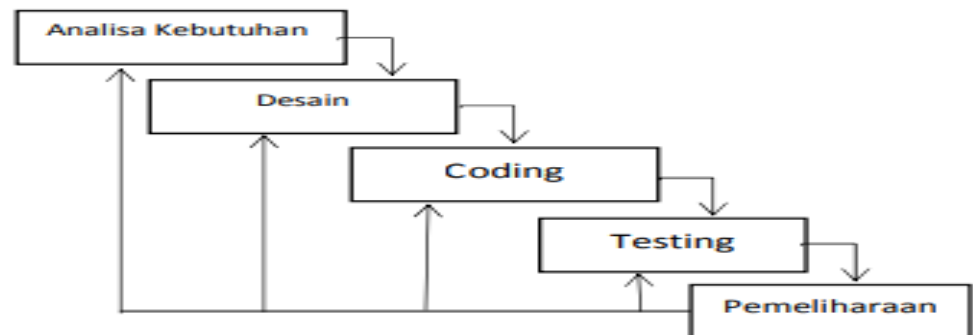 Analisa Kebutuhan
Desain
Coding
Testing
Pemeliharaan